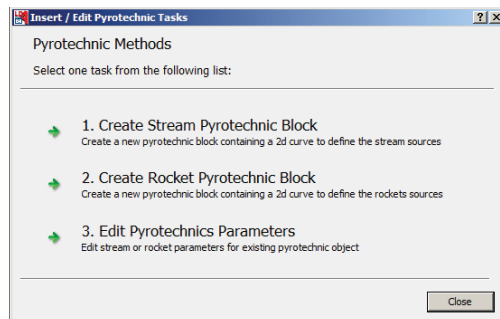 Insert / Edit Pyrotechnic Tasks
Pyrotechnic Methods
Select one task from the following list:
1. Create Stream Pyrotechnic Block
Create a new pyrotechnic block containing a 2d curve to define the stream sources
2. Create Rocket Pyrotechnic Block
Create a new pyrotechnic block containing a 2d curve to define the rockets sources
3. Edit Pyrotechnics Parameters
Edit stream or rocket parameters for existing pyrotechnic object
Close